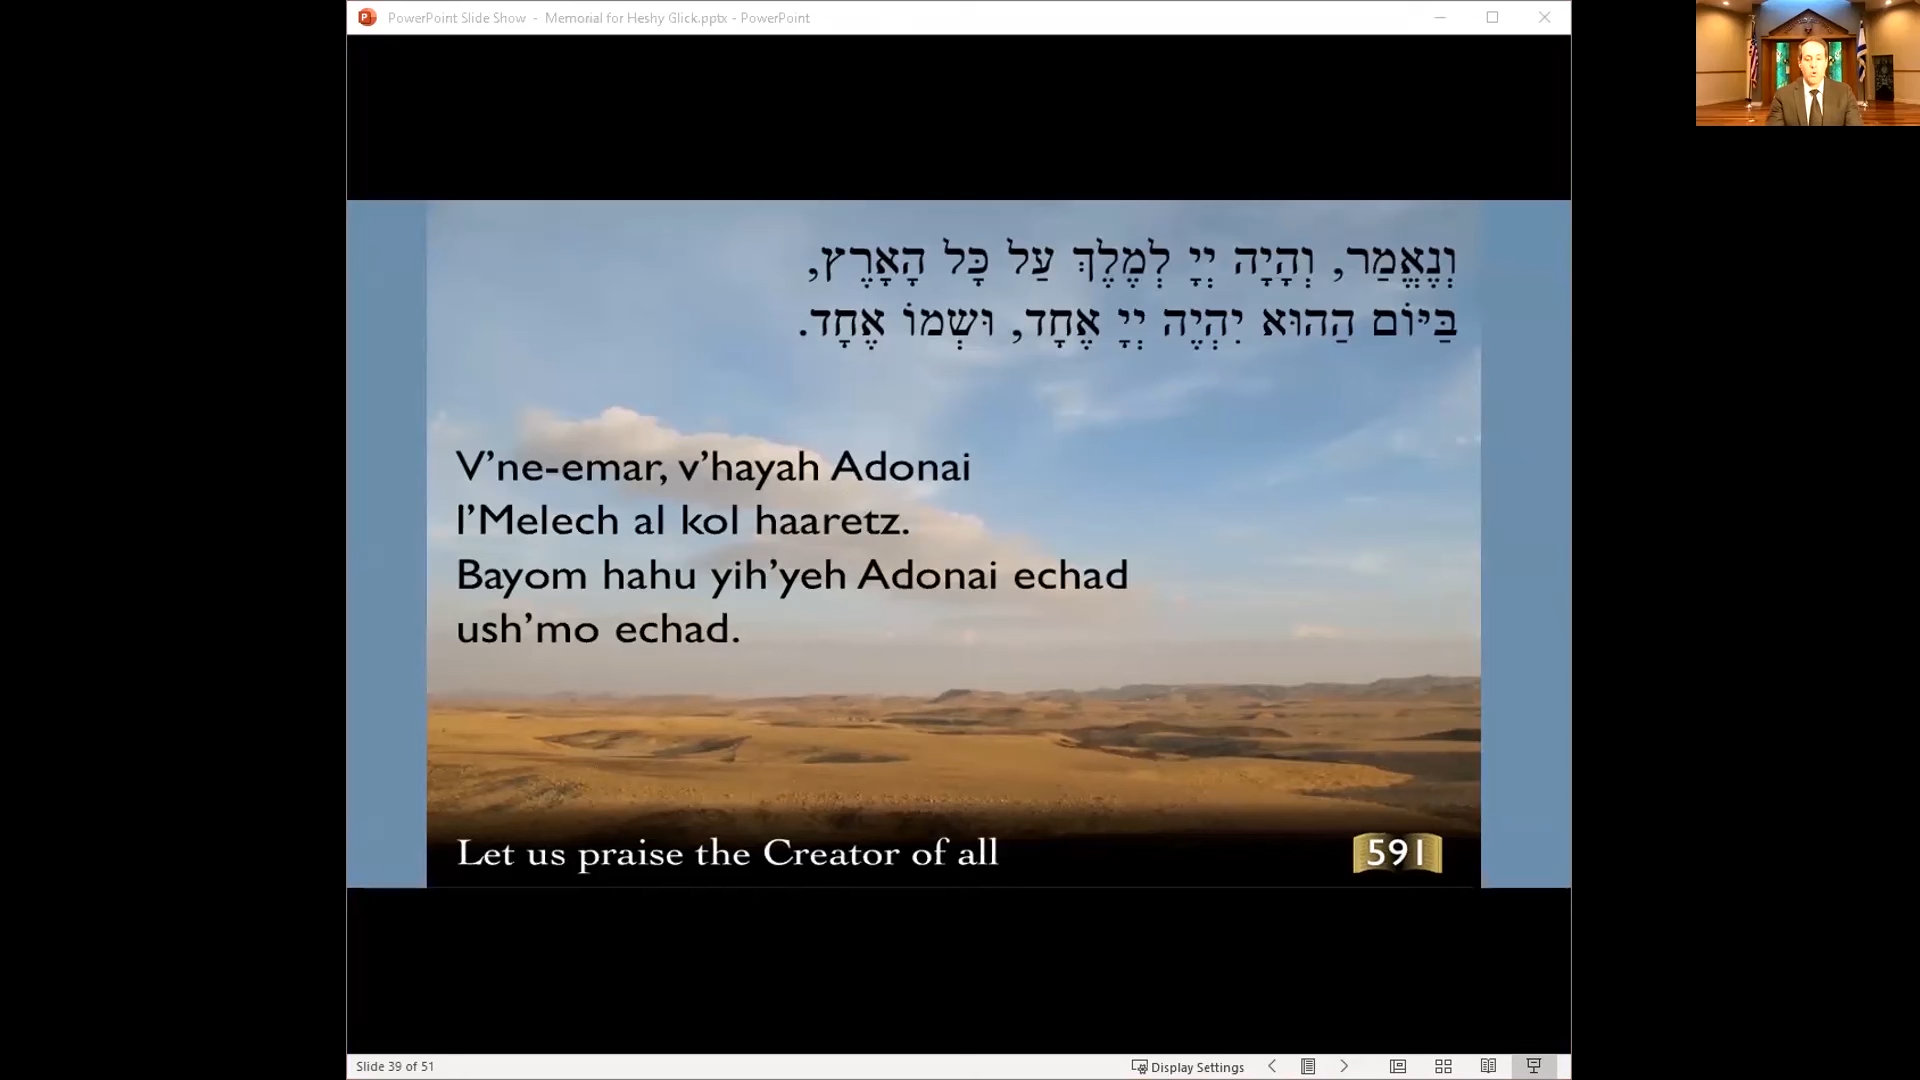 PowerPoint Slide Show - Memorial for Heshy Glick.pptx - PowerPoint
וְנֶאֱמַר, וְהָיָה יְיָ לְמֶלֶךְ עַל כָּל הָאָרֶץ,
בַּיּוֹם הַהוּא יִהְיֶה יְיָ אֶחָד, וּשְׁמוֹ אֶחָד.
V’ne-emar, v’hayah Adonai
l’Melech al kol haaretz.
Bayom hahu yih’yeh Adonai echad
ush’mo echad.
Let us praise the Creator of all
591
Slide 39 of 51
Display Settings